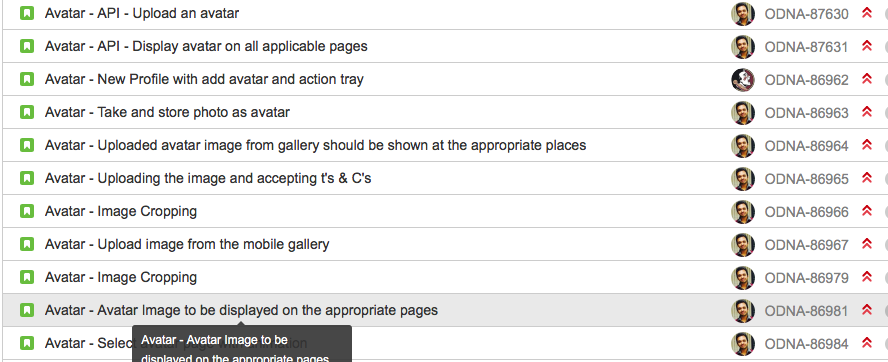 Avatar - API - Upload an avatar ODNA-87630
Avatar - API - Display avatar on all applicable pages ODNA-87631
Avatar - New Profile with add avatar and action tray ODNA-86962
Avatar - Take and store photo as avatar ODNA-86963
Avatar - Uploaded avatar image from gallery should be shown at the appropriate places ODNA-86964
Avatar - Uploading the image and accepting t's & C's ODNA-86965
Avatar - Image Cropping ODNA-86966
Avatar - Upload image from the mobile gallery ODNA-86967
Avatar - Image Cropping ODNA-86979
Avatar - Avatar Image to be displayed on the appropriate pages ODNA-86981
Avatar - Select ODNA-86984
Avatar - Avatar Image to be
displayed on the appropriate pages